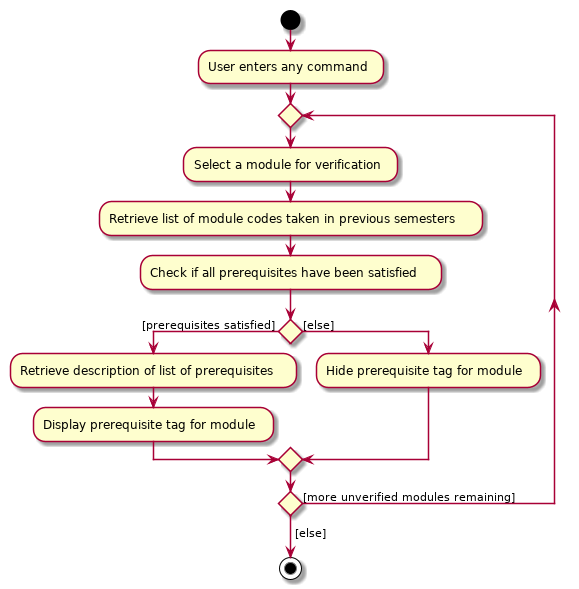 User enters any command
Select a module for verification
Retrieve list of module codes taken in previous semesters
Check if all prerequisites have been satisfied
[prerequisites satisfied]
[else]
Retrieve description of list of prerequisites
Hide prerequisite tag for module
Display prerequisite tag for module
[more unverified modules remaining]
[else]